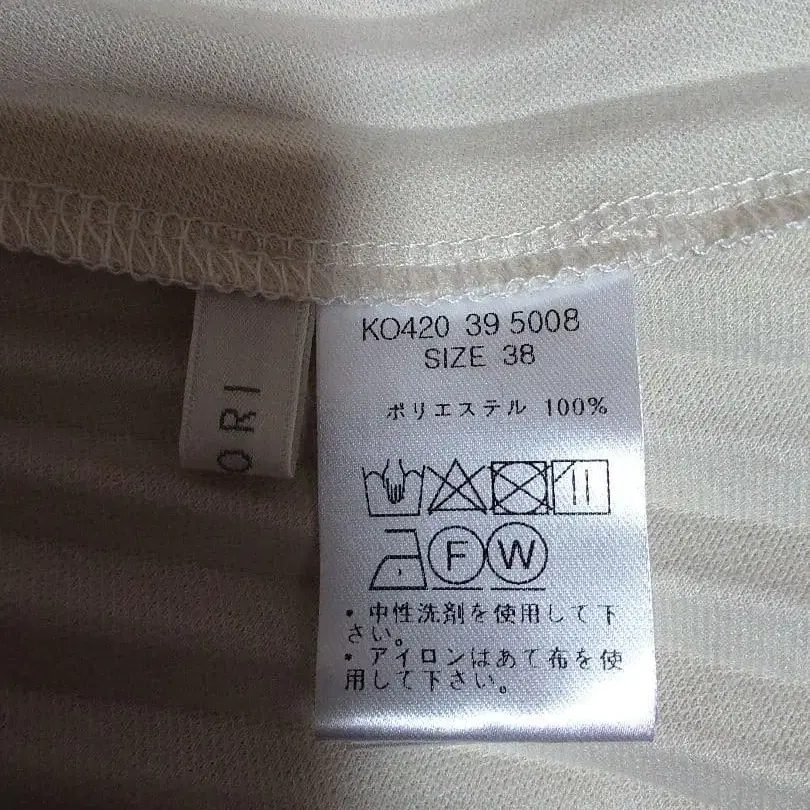 KO420 39 5008
SIZE 38
ポリエステル 100%
F W
・中性洗剤を使用して下
さい。
・アイロンはあて布を使
用して下さい。
ORI